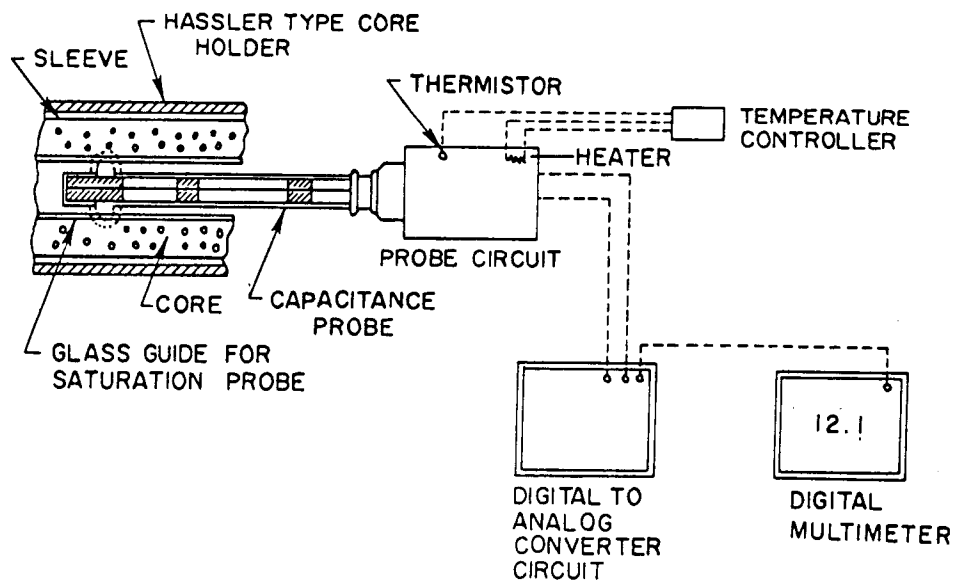 HASSLER TYPE CORE
HOLDER
SLEEVE
THERMISTOR
TEMPERATURE
CONTROLLER
HEATER
PROBE CIRCUIT
CORE
CAPACITANCE
PROBE
GLASS GUIDE FOR
SATURATION PROBE
12.1
DIGITAL TO
ANALOG
CONVERTER
CIRCUIT
DIGITAL
MULTIMETER